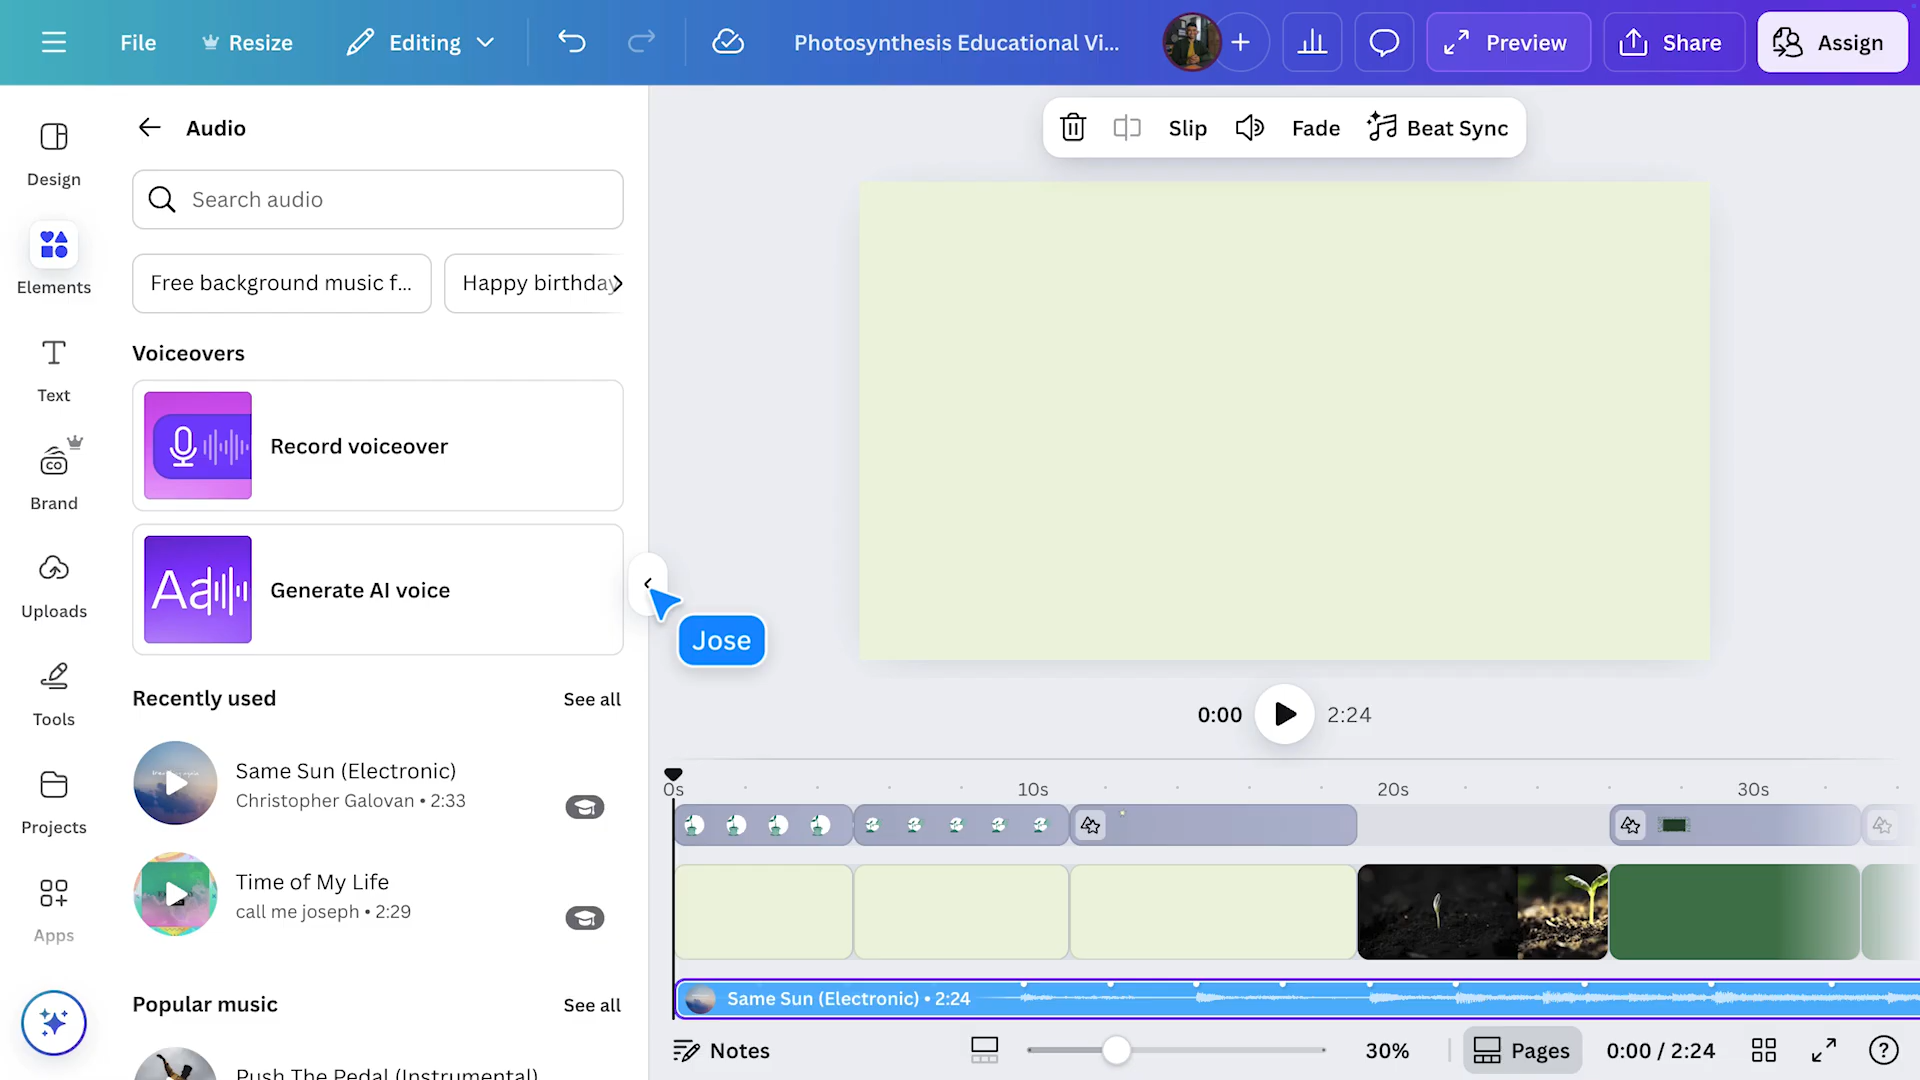 File
Resize
Editing
Photosynthesis Educational Vi...
Preview
Share
Assign
Design
Elements
Text
Brand
Uploads
Tools
Projects
Apps
Audio
Search audio
Free background music f...
Happy birthday
Voiceovers
Record voiceover
Generate AI voice
Recently used
See all
Same Sun (Electronic)
Christopher Galovan • 2:33
Time of My Life
call me joseph • 2:29
Popular music
See all
Push The Pedal (Instrumental)
Slip
Fade
Beat Sync
Jose
0:00
2:24
0s
10s
20s
30s
Same Sun (Electronic) • 2:24
Notes
30%
Pages
0:00 / 2:24